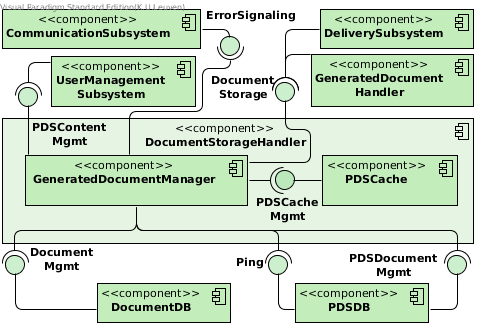 Visual Paradigm Standard Edition(K.U.Leuven)
<<component>>
CommunicationSubsystem
ErrorSignaling
<<component>>
DeliverySubsystem
<<component>>
UserManagement
Subsystem
Document
Storage
<<component>>
GeneratedDocument
Handler
PDSContent
Mgmt
<<component>>
DocumentStorageHandler
<<component>>
GeneratedDocumentManager
PDSCache
Mgmt
<<component>>
PDSCache
Document
Mgmt
Ping
PDSDocument
Mgmt
<<component>>
DocumentDB
<<component>>
PDSDB